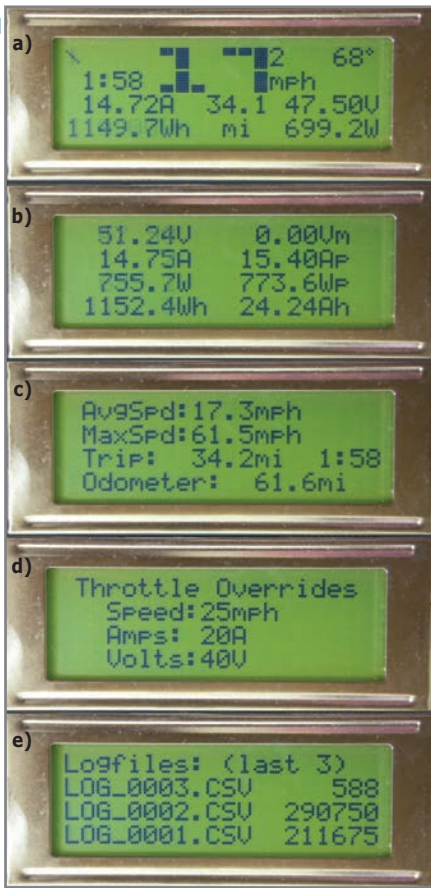 a)
17 2 68°
1:58 mph
14.72A 34.1 47.50V
1149.7Wh mi 699.2W
b)
51.24V 0.00Vm
14.75A 15.40Ap
755.7W 773.6Wp
1152.4Wh 24.24Ah
c)
AvgSpd:17.3mph
MaxSpd:61.5mph
Trip: 34.2mi 1:58
Odometer: 61.6mi
d)
Throttle Overrides
Speed:25mph
Amps: 20A
Volts:40V
e)
Logfiles: (last 3)
LOG_0003.CSV 588
LOG_0002.CSV 290750
LOG_0001.CSV 211675